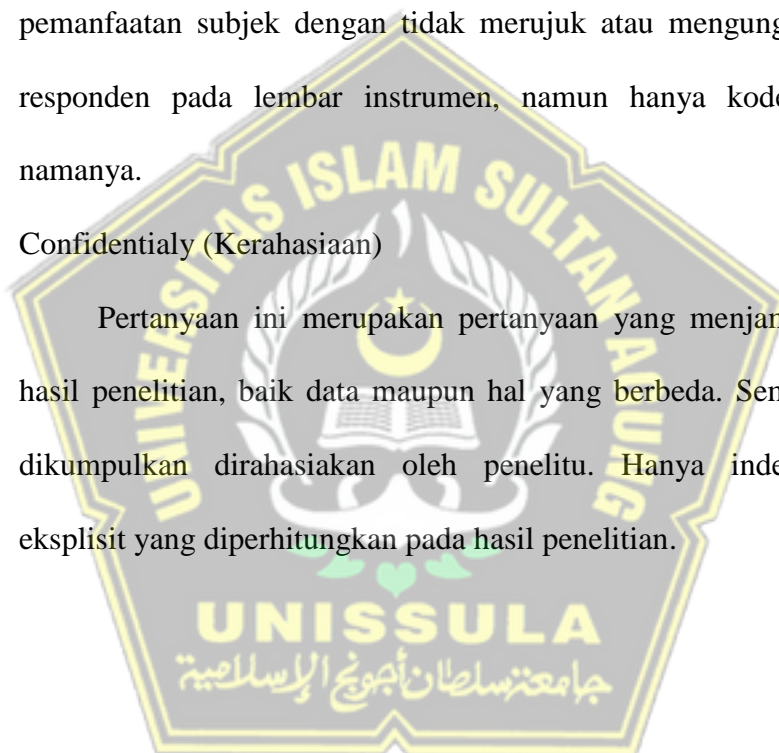 pemanfaatan subjek dengan tidak merujuk atau mengung
responden pada lembar instrumen, namun hanya kode
namanya.
Confidentialy (Kerahasiaan)
Pertanyaan ini merupakan pertanyaan yang menjam
hasil penelitian, baik data maupun hal yang berbeda. Sem
dikumpulkan dirahasiakan oleh penelitu. Hanya inde
eksplisit yang diperhitungkan pada hasil penelitian.
UNIVERSITAS ISLAM SULTAN AGUNG
UNISSULA
جامعة سلطان أجونج الإسلامية